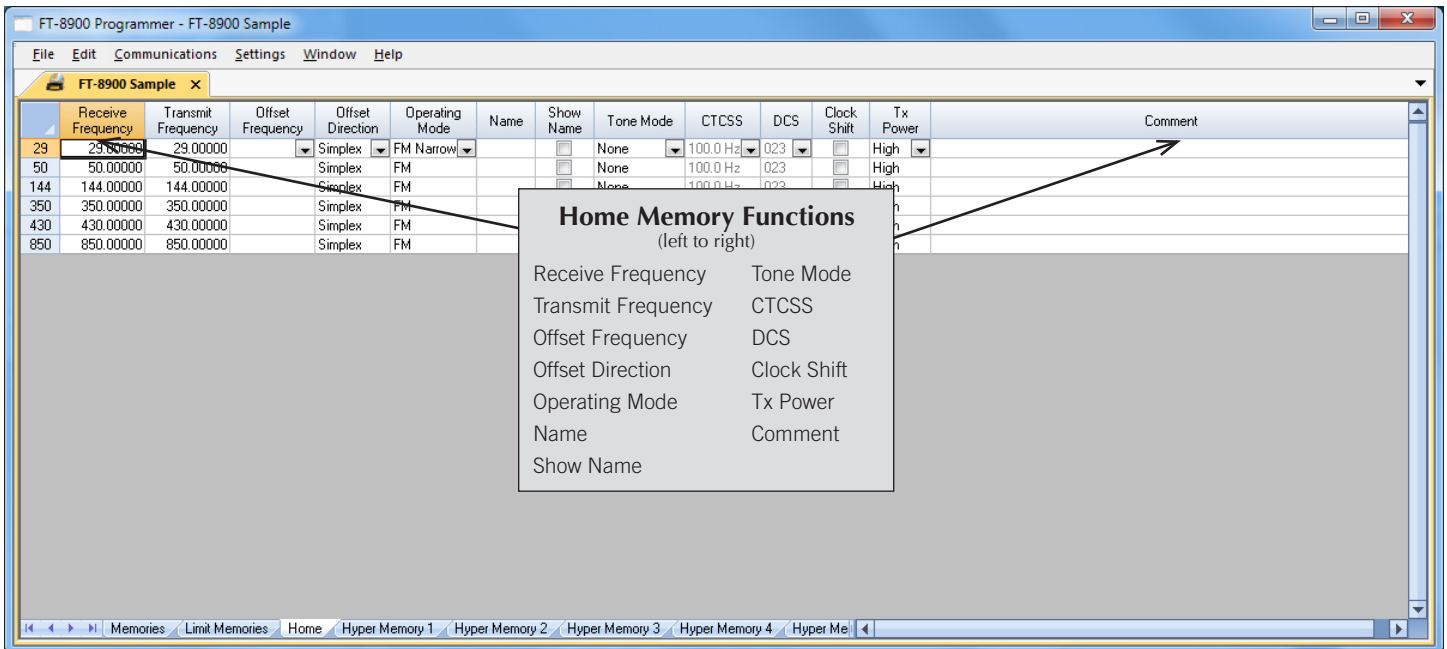 FT-8900 Programmer - FT-8900 Sample
File Edit Communications Settings Window Help
FT-8900 Sample X
Receive Frequency Transmit Frequency Offset Frequency Offset Direction Operating Mode Name Show Name Tone Mode CTCSS DCS Clock Shift Tx Power Comment
29 29.00000 29.00000 Simplex FM Narrow None 100.0 Hz 023 High
50 50.00000 50.00000 Simplex FM None 100.0 Hz 023 High
144 144.00000 144.00000 Simplex FM None 100.0 Hz 023 High
350 350.00000 350.00000 Simplex FM
430 430.00000 430.00000 Simplex FM
850 850.00000 850.00000 Simplex FM
Home Memory Functions
(left to right)
Receive Frequency
Transmit Frequency
Offset Frequency
Offset Direction
Operating Mode
Name
Show Name
Tone Mode
CTCSS
DCS
Clock Shift
Tx Power
Comment
Memories Limit Memories Home Hyper Memory 1 Hyper Memory 2 Hyper Memory 3 Hyper Memory 4 Hyper Me